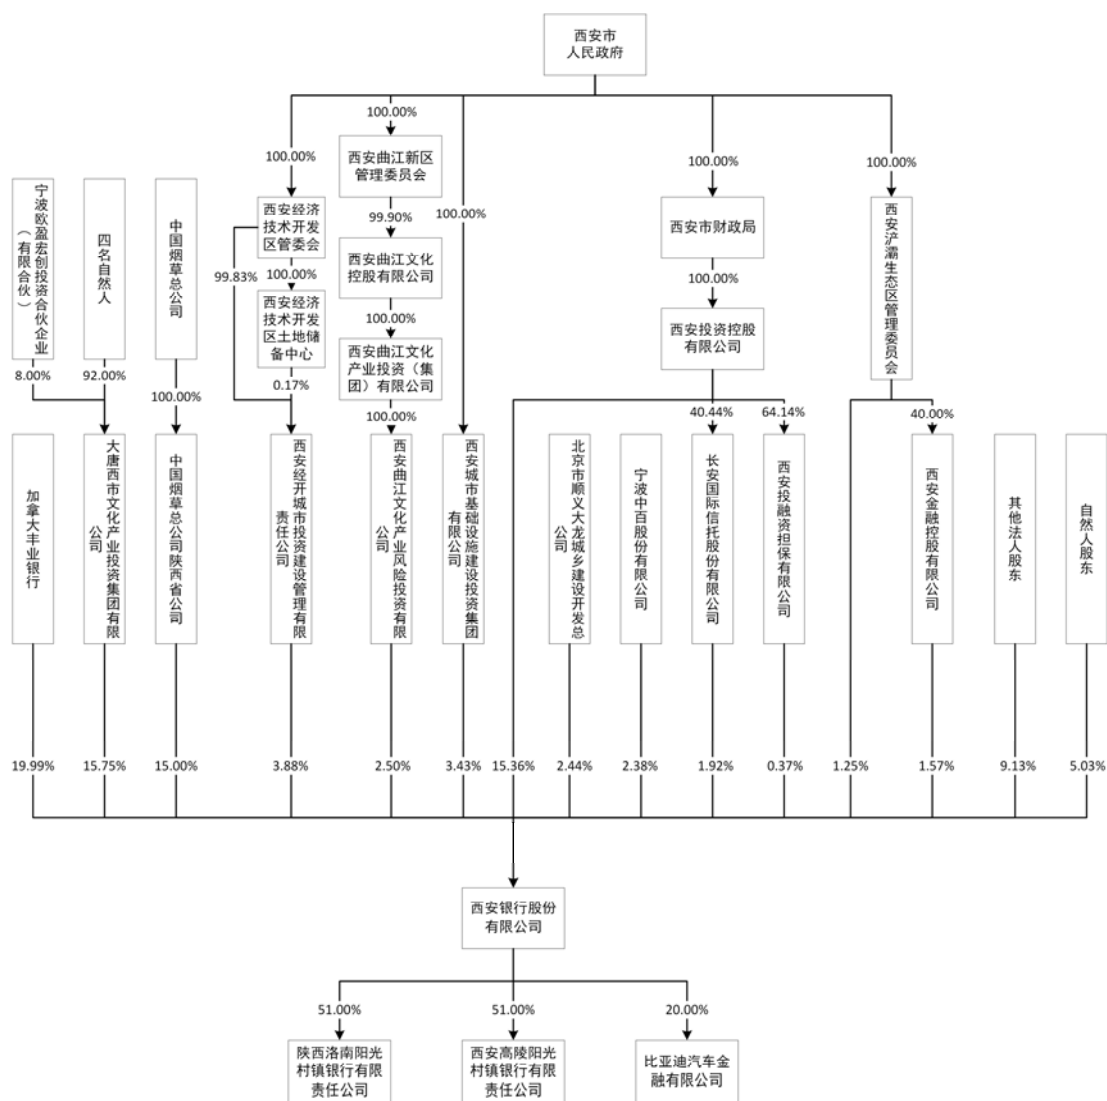 西安市
人民政府
100.00%
100.00%
西安曲江新区
管理委员会
100.00%
100.00%
100.00%
宁波欧盈宏创投资合伙企业
（有限合伙）
四名自然人
中国烟草总公司
西安经济
技术开发
区管委会
99.90%
西安市财政局
西安浐灞生态区管理委员会
99.83%
100.00%
西安曲江文化
控股有限公司
100.00%
西安经济
技术开发
区土地储
备中心
100.00%
西安投资控股
有限公司
西安曲江文化
产业投资（集
团）有限公司
8.00%
92.00%
100.00%
0.17%
100.00%
40.44%
64.14%
40.00%
加拿大丰业银行
大唐西市文化产业投资集团有限
公司
中国烟草总公司陕西省公司
西安经开城市投资建设管理有限
责任公司
西安曲江文化产业风险投资有限
公司
西安城市基础设施建设投资集团
有限公司
北京市顺义大龙城乡建设开发总
公司
宁波中百股份有限公司
长安国际信托股份有限公司
西安投融资担保有限公司
西安金融控股有限公司
其他法人股东
自然人股东
19.99%
15.75%
15.00%
3.88%
2.50%
3.43%
15.36%
2.44%
2.38%
1.92%
0.37%
1.25%
1.57%
9.13%
5.03%
西安银行股份
有限公司
51.00%
51.00%
20.00%
陕西洛南阳光
村镇银行有限
责任公司
西安高陵阳光
村镇银行有限
责任公司
比亚迪汽车金
融有限公司